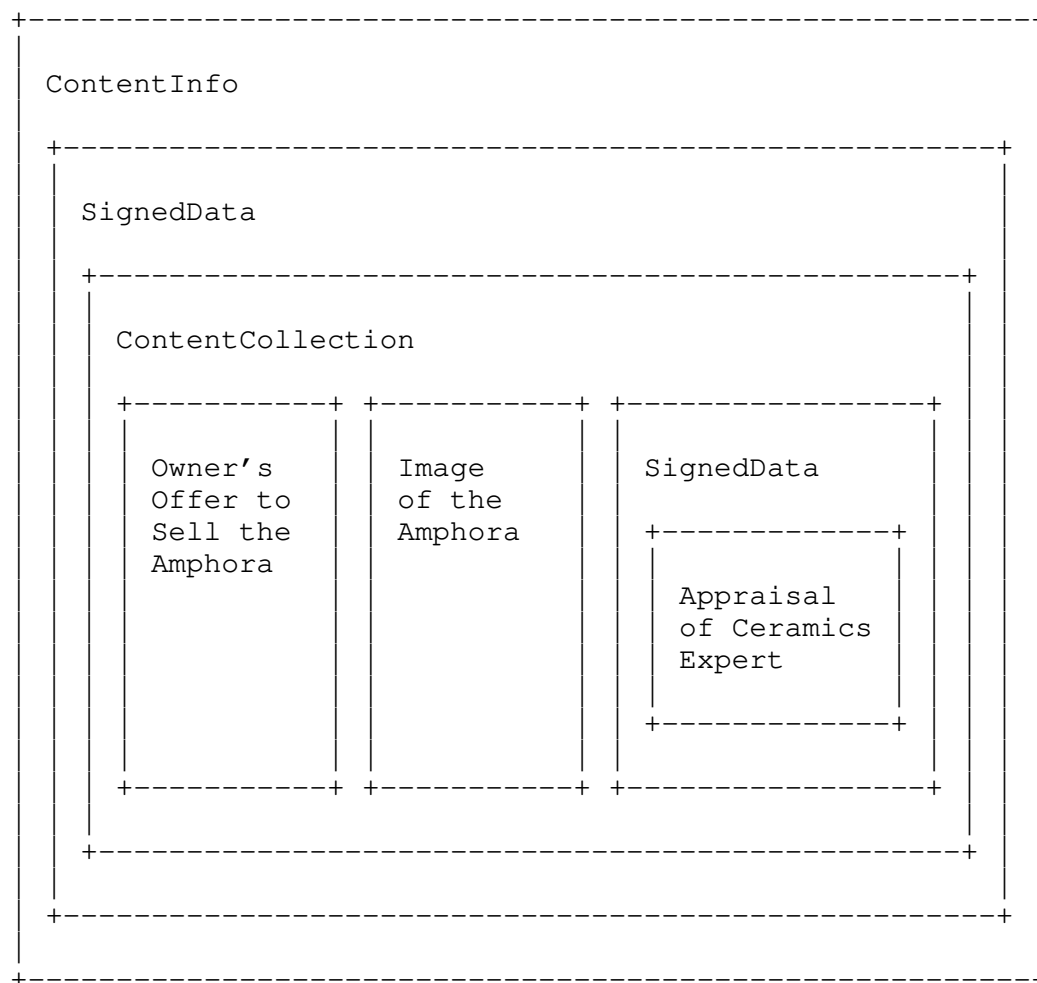 ContentInfo
SignedData
ContentCollection
Owner’s
Offer to
Sell the
Amphora
Image
of the
Amphora
SignedData
Appraisal
of Ceramics
Expert